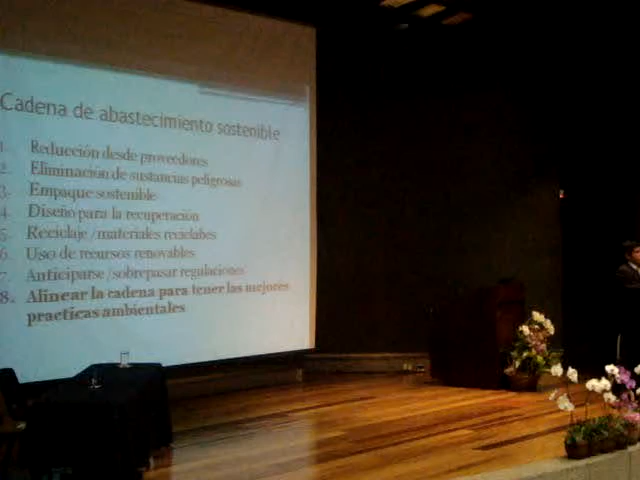 Cadena de abastecimiento sostenible
1. Reducción desde proveedores
2. Eliminación de sustancias peligrosas
3. Empaque sostenible
4. Diseño para la recuperación
5. Reciclaje /materiales reciclabes
6. Uso de recursos renovables
7. Anticiparse /sobrepasar regulaciones
8. Alinear la cadena para tener las mejores
practicas ambientales